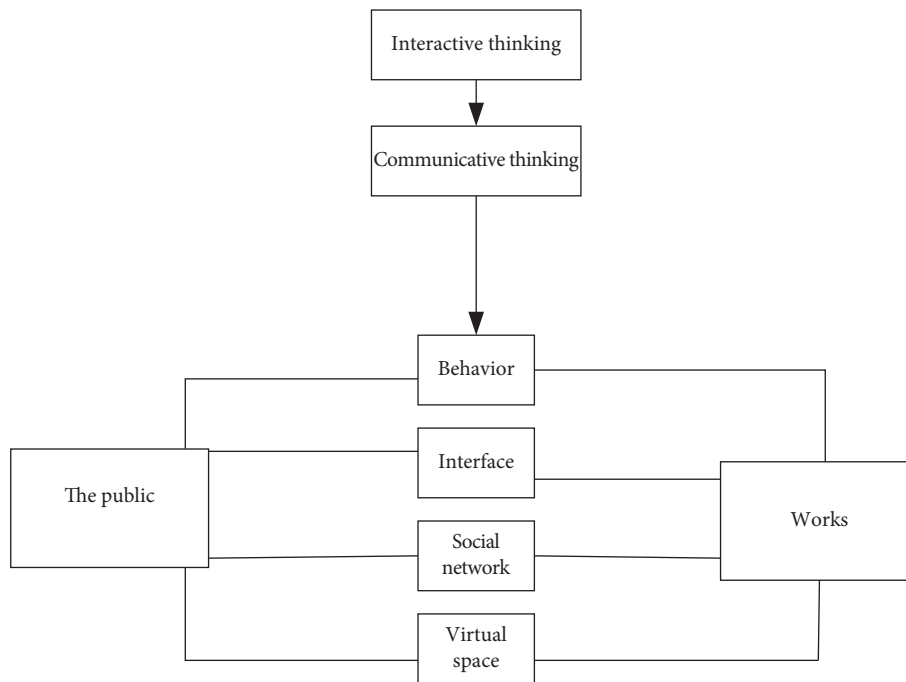 Interactive thinking
Communicative thinking
Behavior
Interface
The public
Works
Social
network
Virtual
space